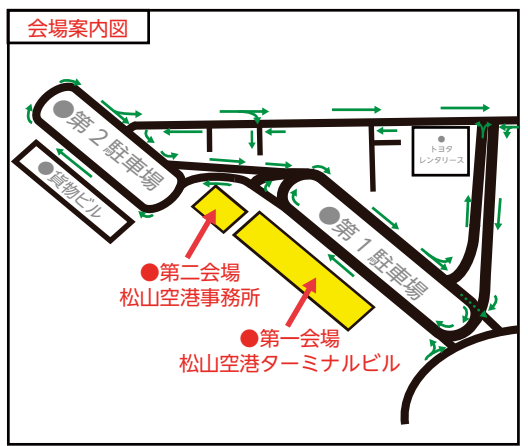 会場案内図
●第2駐車場
●
トヨタ
レンタリース
●貨物ビル
●第1駐車場
●第二会場
松山空港事務所
●第一会場
松山空港ターミナルビル